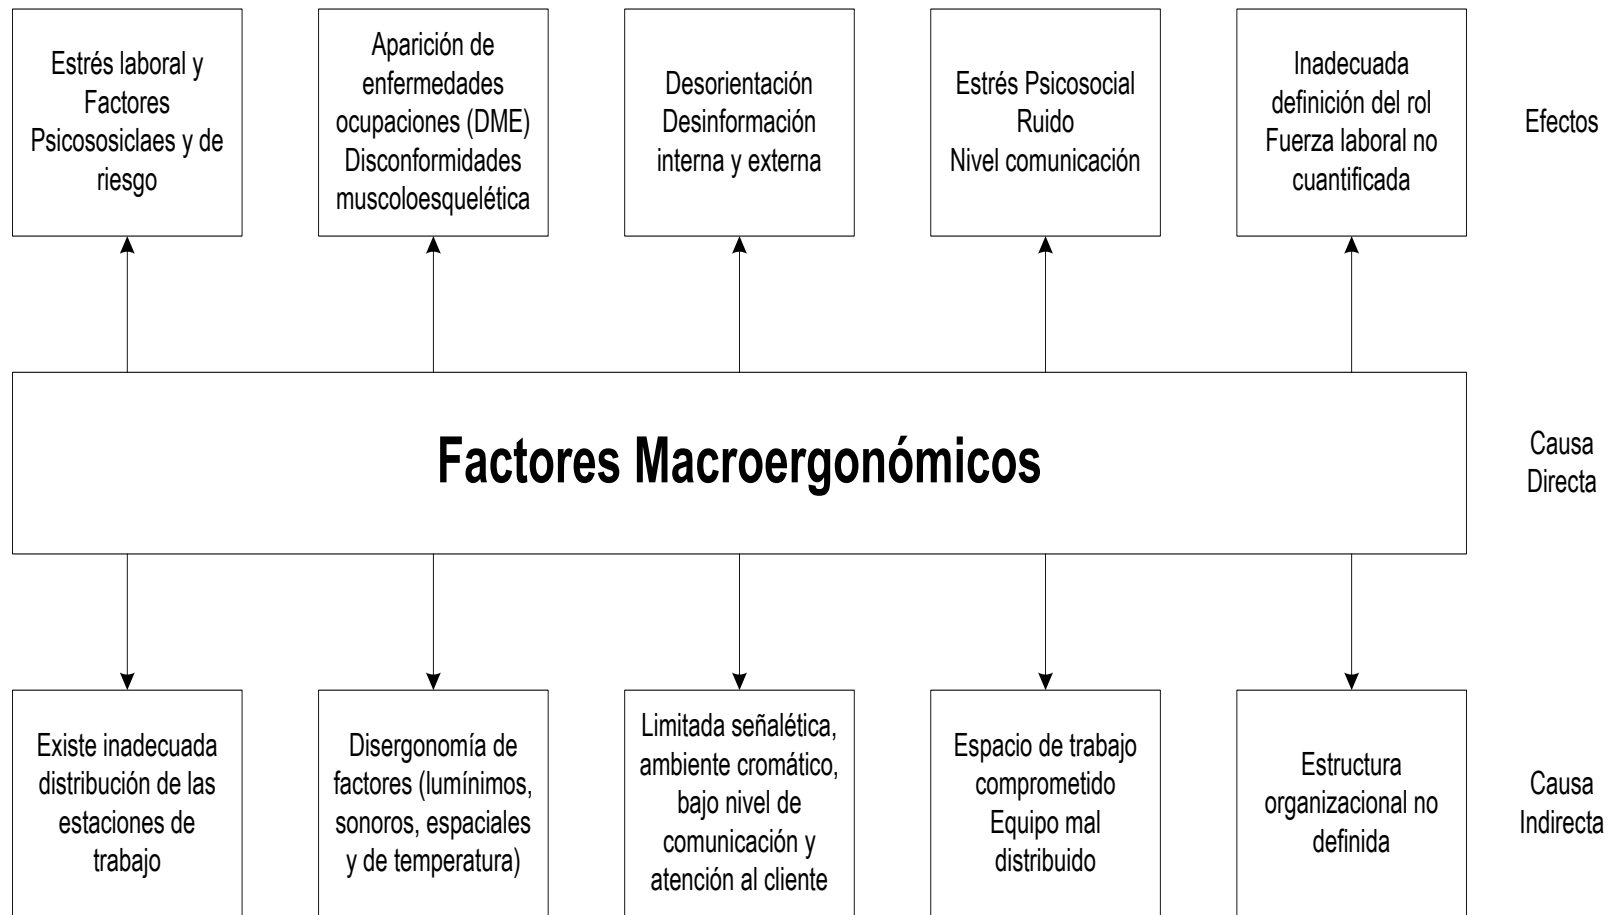 Estrés laboral y
Factores
Psicososiclaes y de
riesgo
Aparición de
enfermedades
ocupaciones (DME)
Disconformidades
muscoloesquelética
Desorientación
Desinformación
interna y externa
Estrés Psicosocial
Ruido
Nivel comunicación
Inadecuada
definición del rol
Fuerza laboral no
cuantificada
Efectos
Factores Macroergonómicos
Causa
Directa
Existe inadecuada
distribución de las
estaciones de
trabajo
Disergonomía de
factores (lumínimos,
sonoros, espaciales
y de temperatura)
Limitada señalética,
ambiente cromático,
bajo nivel de
comunicación y
atención al cliente
Espacio de trabajo
comprometido
Equipo mal
distribuido
Estructura
organizacional no
definida
Causa
Indirecta